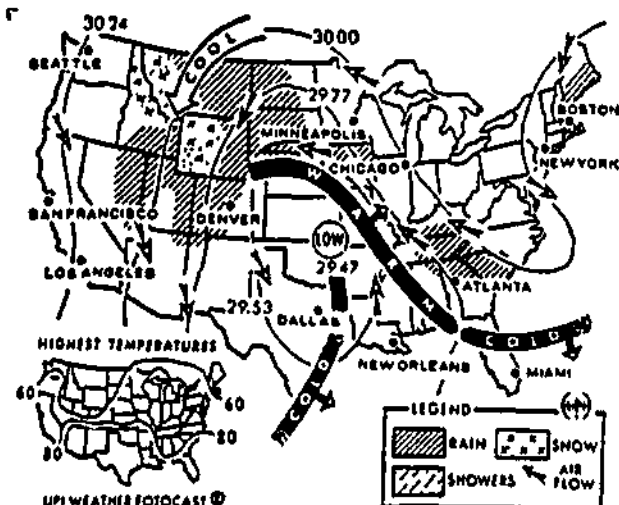 30.24
COOL
30.00
SEATTLE
29.77
BOSTON
MINNEAPOLIS
NEW YORK
CHICAGO
WARM
SAN FRANCISCO
DENVER
LOW
29.47
LOS ANGELES
ATLANTA
29.53
DALLAS
COLD
COLD
NEW ORLEANS
MIAMI
HIGHEST TEMPERATURES
60
60
80
80
LEGEND
RAIN
SNOW
SHOWERS
AIR FLOW
UPI WEATHER FOTOCAST ©